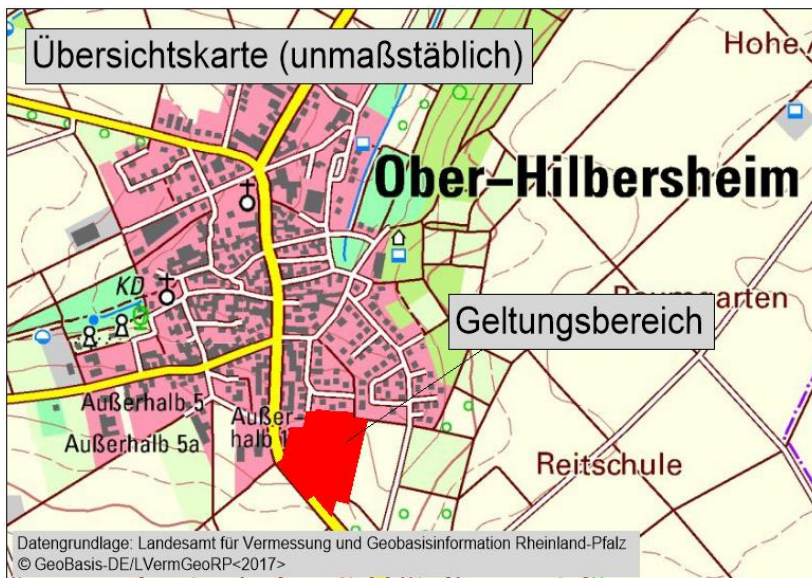 Übersichtskarte (unmaßstäblich)
Hohe
Ober-Hilbersheim
KD
Baumgarten
Geltungsbereich
Außerhalb 5
Außer-
halb 1
Außerhalb 5a
Reitschule
Datengrundlage: Landesamt für Vermessung und Geobasisinformation Rheinland-Pfalz
© GeoBasis-DE/LVermGeoRP<2017>